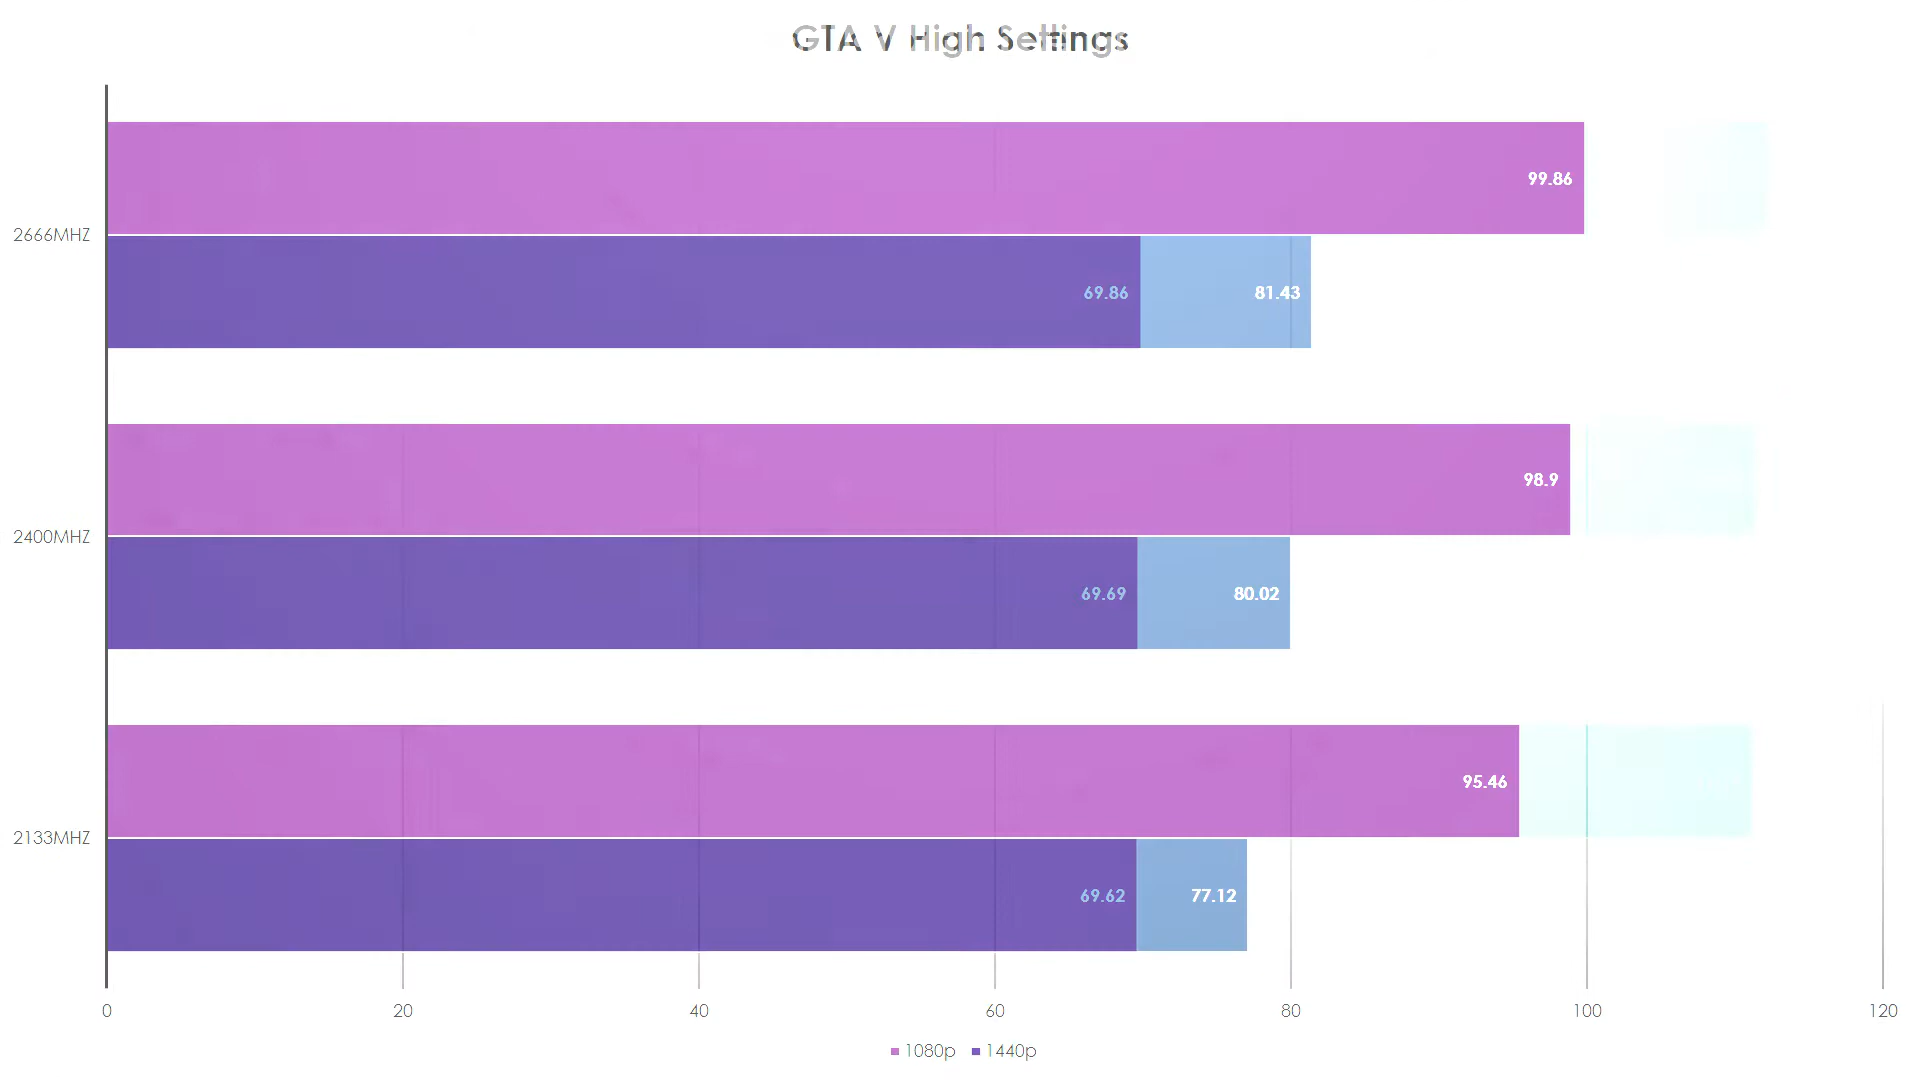 GTA V High Settings
99.86
2666MHZ
69.86 81.43
98.9
2400MHZ
69.69 80.02
95.46
2133MHZ
69.62 77.12
0 20 40 60 80 100 120
1080p 1440p